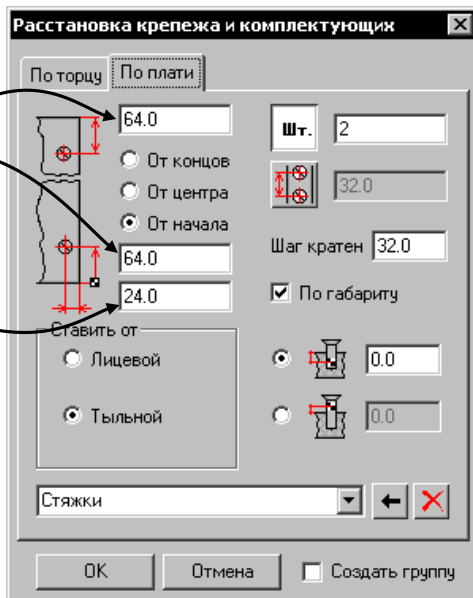 Расстановка крепежа и комплектующих
По торцу
По плати
64.0
От концов
От центра
От начала
64.0
24.0
Шт.
2
32.0
Шаг кратен 32.0
По габариту
Ставить от
Лицевой
Тыльной
0.0
0.0
Стяжки
OK
Отмена
Создать группу